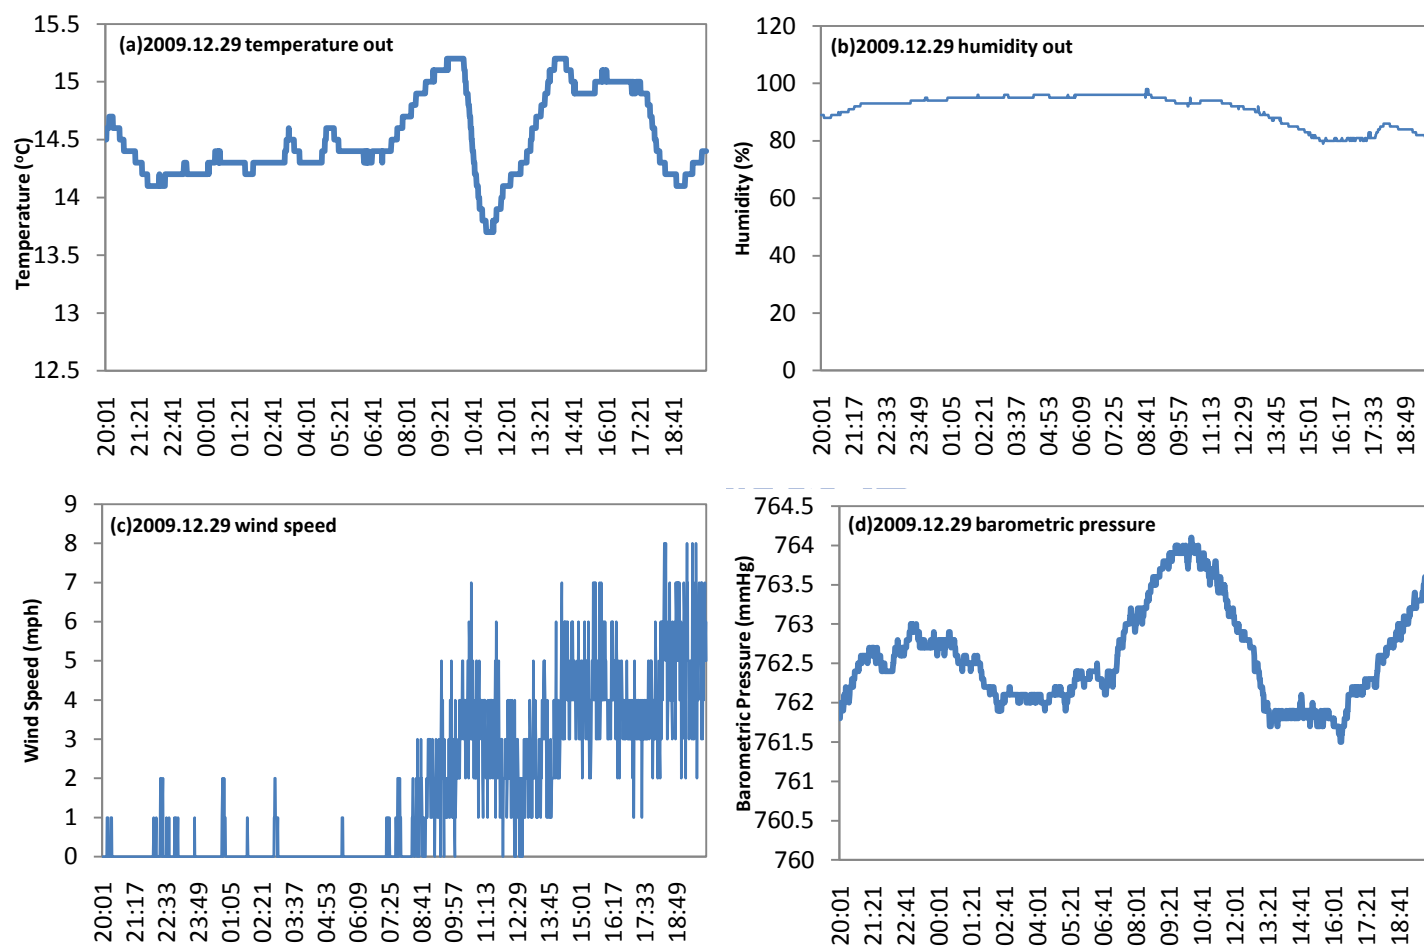 (a)2009.12.29 temperature out
Temperature (°C)
15.5
15
14.5
14
13.5
13
12.5
20:01 21:21 22:41 00:01 01:21 02:41 04:01 05:21 06:41 08:01 09:21 10:41 12:01 13:21 14:41 16:01 17:21 18:41
(b)2009.12.29 humidity out
Humidity (%)
120
100
80
60
40
20
0
20:01 21:17 22:33 23:49 01:05 02:21 03:37 04:53 06:09 07:25 08:41 09:57 11:13 12:29 13:45 15:01 16:17 17:33 18:49
(c)2009.12.29 wind speed
Wind Speed (mph)
9
8
7
6
5
4
3
2
1
0
20:01 21:17 22:33 23:49 01:05 02:21 03:37 04:53 06:09 07:25 08:41 09:57 11:13 12:29 13:45 15:01 16:17 17:33 18:49
(d)2009.12.29 barometric pressure
Barometric Pressure (mmHg)
764.5
764
763.5
763
762.5
762
761.5
761
760.5
760
20:01 21:21 22:41 00:01 01:21 02:41 04:01 05:21 06:41 08:01 09:21 10:41 12:01 13:21 14:41 16:01 17:21 18:41